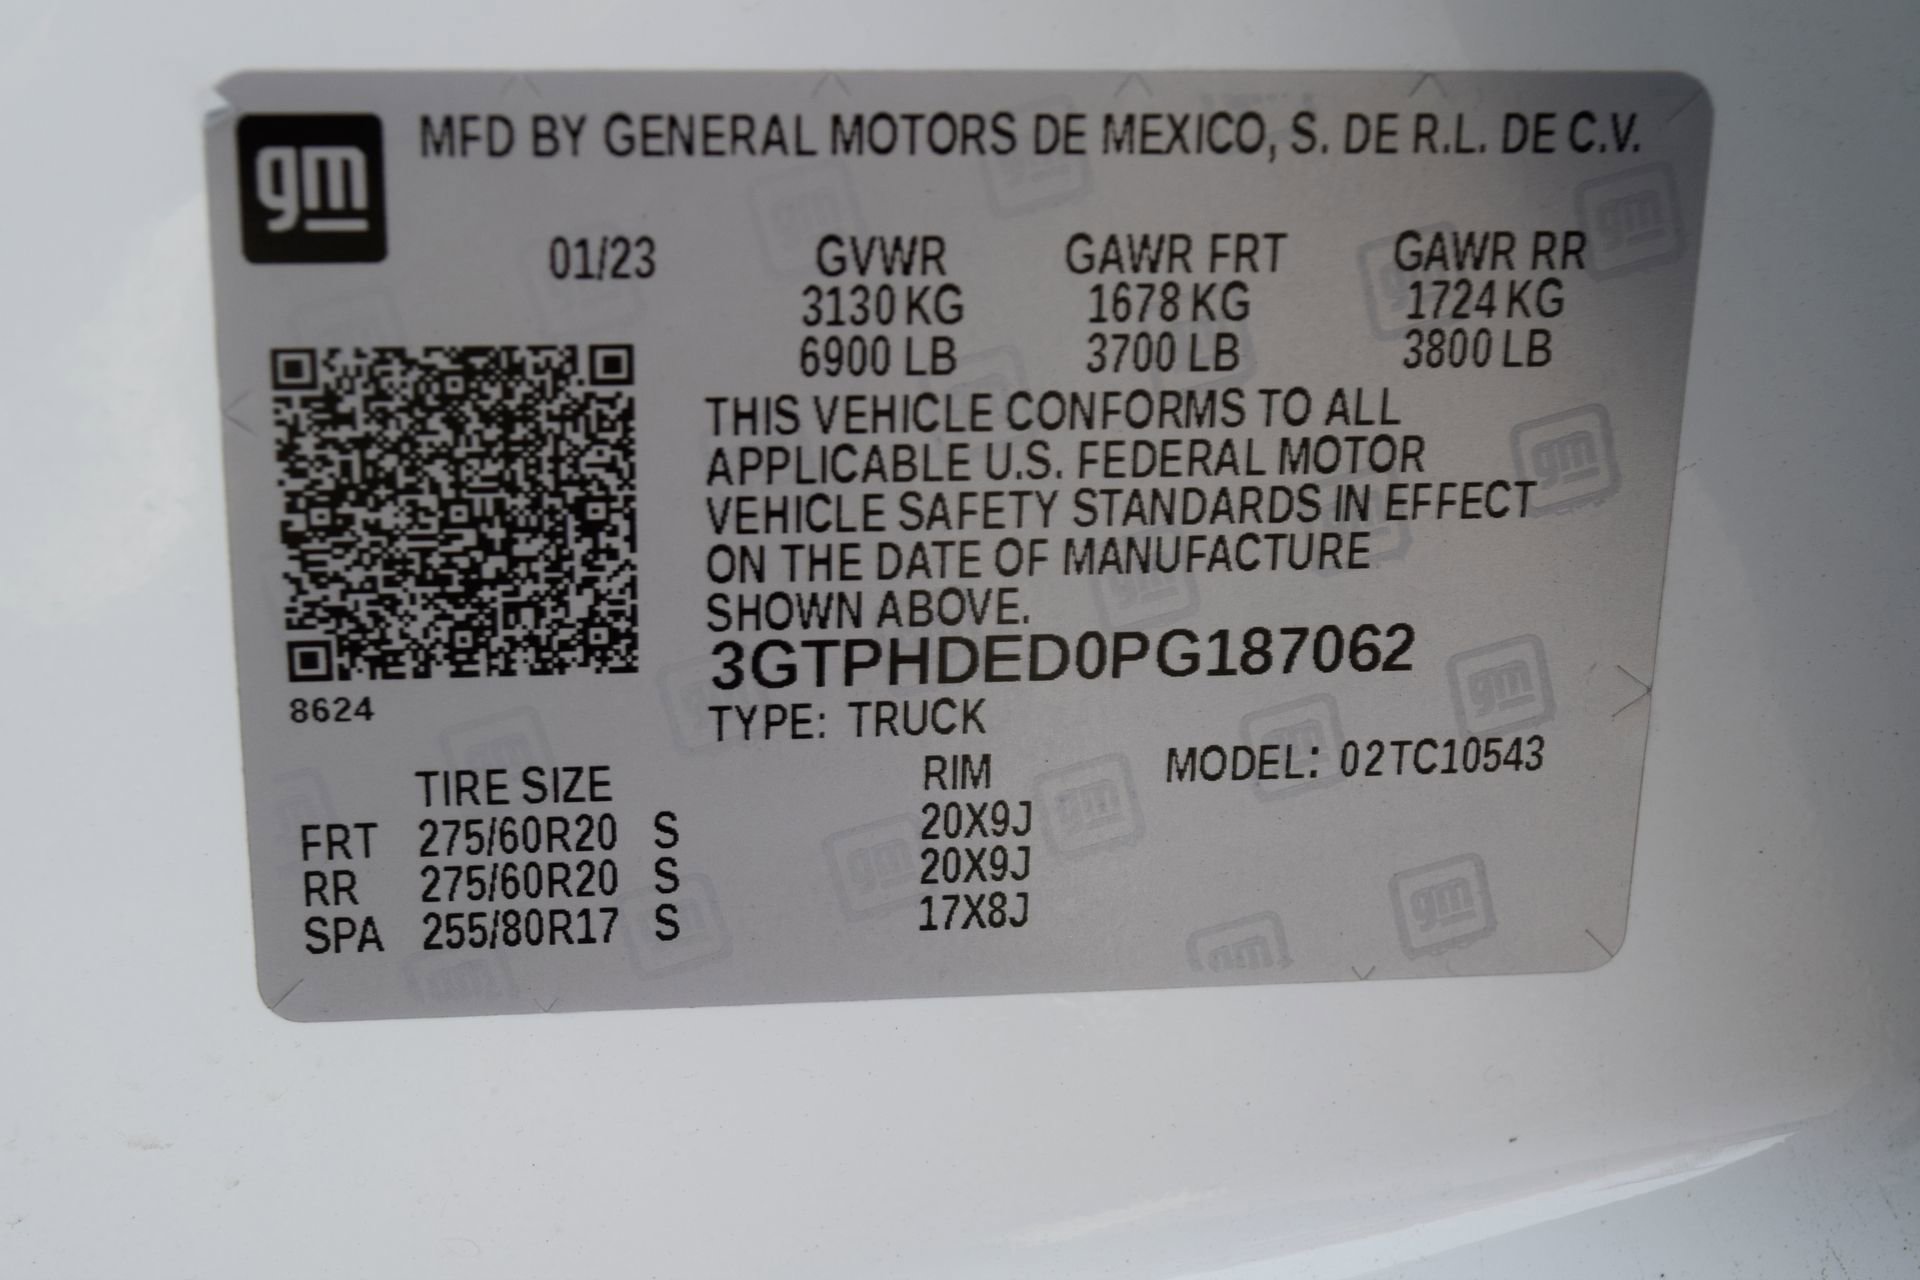 gm
MFD BY GENERAL MOTORS DE MEXICO, S. DE R.L. DE C.V.
01/23 GVWR GAWR FRT GAWR RR
3130 KG 1678 KG 1724 KG
6900 LB 3700 LB 3800 LB
THIS VEHICLE CONFORMS TO ALL
APPLICABLE U.S. FEDERAL MOTOR
VEHICLE SAFETY STANDARDS IN EFFECT
ON THE DATE OF MANUFACTURE
SHOWN ABOVE.
3GTPHDED0PG187062
8624
TYPE: TRUCK
TIRE SIZE RIM MODEL: 02TC10543
FRT 275/60R20 S 20X9J
RR 275/60R20 S 20X9J
SPA 255/80R17 S 17X8J